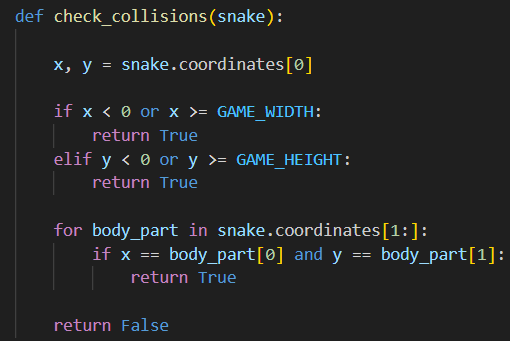 def check_collisions(snake):
    x, y = snake.coordinates[0]
    if x < 0 or x >= GAME_WIDTH:
        return True
    elif y < 0 or y >= GAME_HEIGHT:
        return True
    for body_part in snake.coordinates[1:]:
        if x == body_part[0] and y == body_part[1]:
            return True
    return False